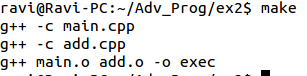 ravi@Ravi-PC:~/Adv_Prog/ex2$ make
g++ -c main.cpp
g++ -c add.cpp
g++ main.o add.o -o exec